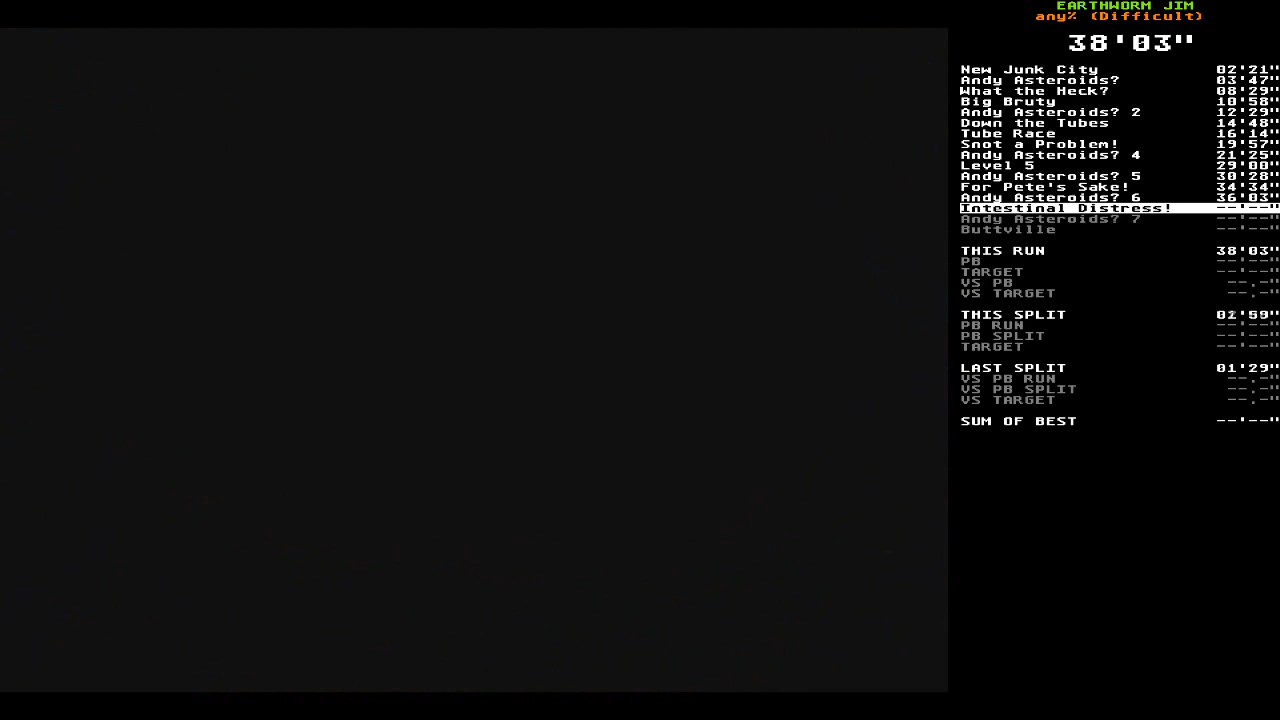 EARTHWORM JIM
any% (Difficult)
38'03"
New Junk City 02'21"
Andy Asteroids? 03'47"
What the Heck? 08'29"
Big Bruty 10'58"
Andy Asteroids? 2 12'29"
Down the Tubes 14'48"
Tube Race 16'14"
Snot a Problem! 19'57"
Andy Asteroids? 4 21'25"
Level 5 29'00"
Andy Asteroids? 5 30'28"
For Pete's Sake! 34'34"
Andy Asteroids? 6 36'03"
Intestinal Distress! --'--"
Andy Asteroids? 7 --'--"
Buttville --'--"
THIS RUN 38'03"
PB --'--"
TARGET --'--"
VS PB --.-"
VS TARGET --.-"
THIS SPLIT 02'59"
PB RUN --'--"
PB SPLIT --'--"
TARGET --'--"
LAST SPLIT 01'29"
VS PB RUN --.-"
VS PB SPLIT --.-"
VS TARGET --.-"
SUM OF BEST --'--"